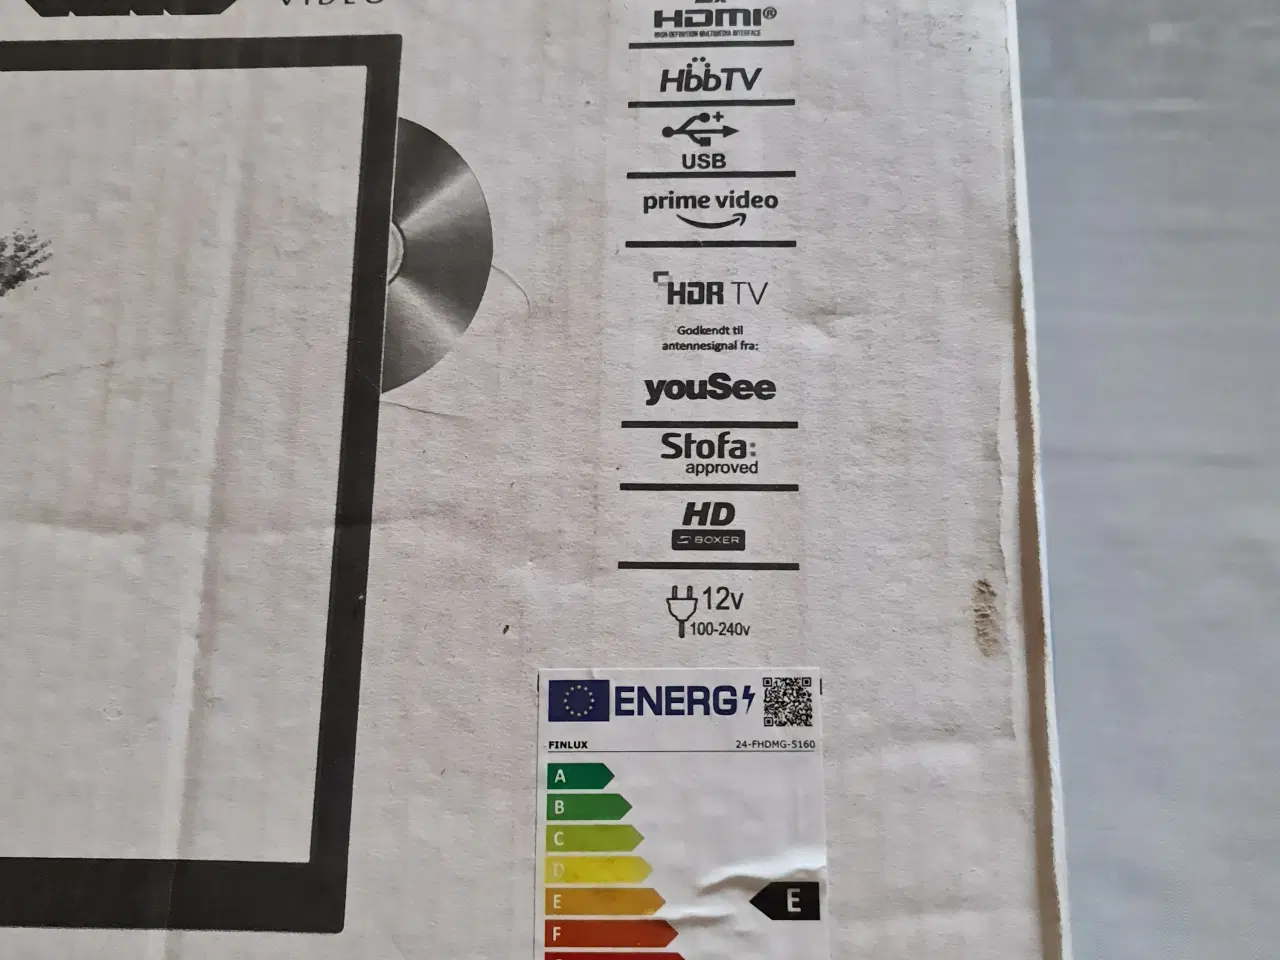 VIDEO
HDMI®
HIGH-DEFINITION MULTIMEDIA INTERFACE
HbbTV
USB
prime video
HDR TV
Godkendt til
antennesignal fra:
youSee
Stofa:
approved
HD
BOXER
12v
100-240v
ENERG
FINLUX 24-FHDMG-5160
A
B
C
D
E E
F